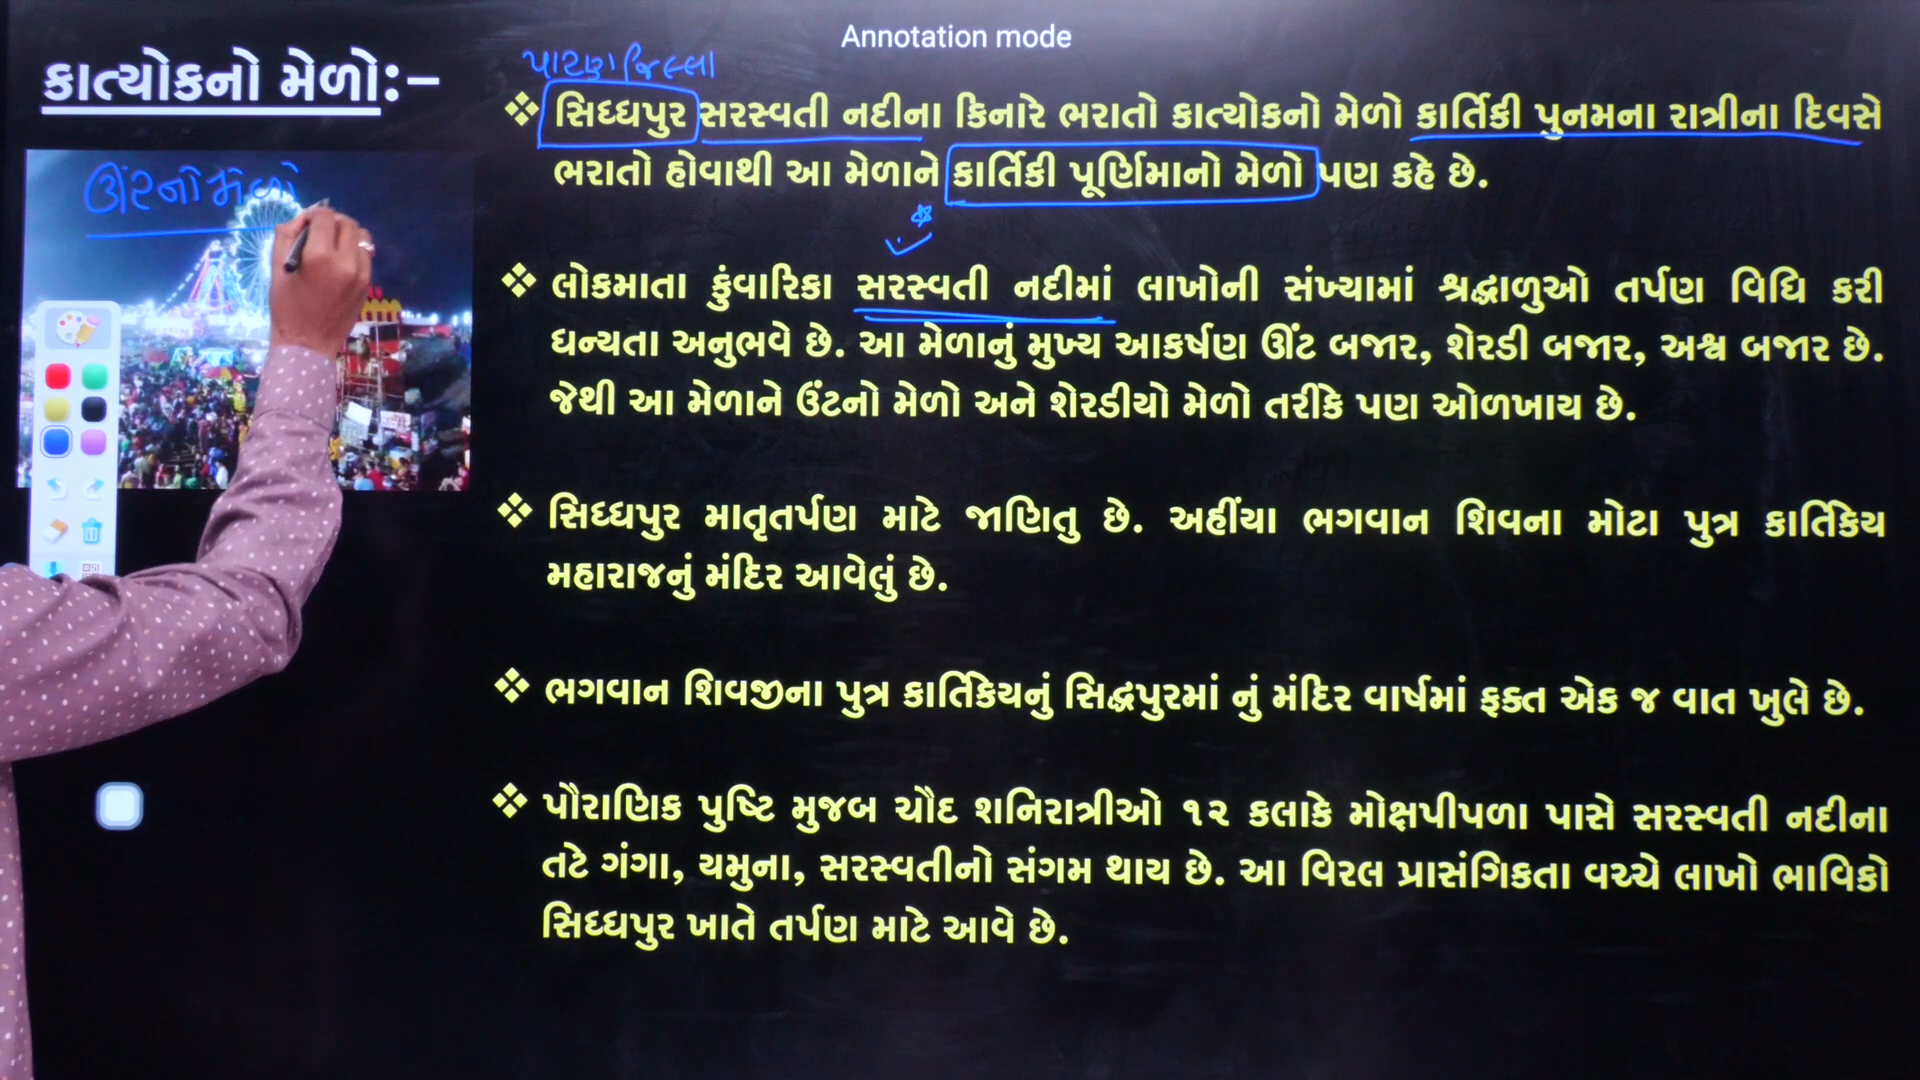 Annotation mode
કાત્યોકનો મેળો:–
પાટણ જિલ્લા
❖ સિધ્ધપુર સરસ્વતી નદીના કિનારે ભરાતો કાત્યોકનો મેળો કાર્તિકી પુનમના રાત્રીના દિવસે
ભરાતો હોવાથી આ મેળાને કાર્તિકી પૂર્ણિમાનો મેળો પણ કહે છે.
ઊંટનો મેળો
❖ લોકમાતા કુંવારિકા સરસ્વતી નદીમાં લાખોની સંખ્યામાં શ્રદ્ધાળુઓ તર્પણ વિધિ કરી
ધન્યતા અનુભવે છે. આ મેળાનું મુખ્ય આકર્ષણ ઊંટ બજાર, શેરડી બજાર, અશ્વ બજાર છે.
જેથી આ મેળાને ઉંટનો મેળો અને શેરડીયો મેળો તરીકે પણ ઓળખાય છે.
❖ સિધ્ધપુર માતૃતર્પણ માટે જાણિતુ છે. અહીંયા ભગવાન શિવના મોટા પુત્ર કાર્તિકેય
મહારાજનું મંદિર આવેલું છે.
❖ ભગવાન શિવજીના પુત્ર કાર્તિકેયનું સિદ્ધપુરમાં નું મંદિર વાર્ષમાં ફક્ત એક જ વાત ખુલે છે.
❖ પૌરાણિક પુષ્ટિ મુજબ ચૌદ શનિરાત્રીઓ ૧૨ કલાકે મોક્ષપીપળા પાસે સરસ્વતી નદીના
તટે ગંગા, યમુના, સરસ્વતીનો સંગમ થાય છે. આ વિરલ પ્રાસંગિકતા વચ્ચે લાખો ભાવિકો
સિધ્ધપુર ખાતે તર્પણ માટે આવે છે.